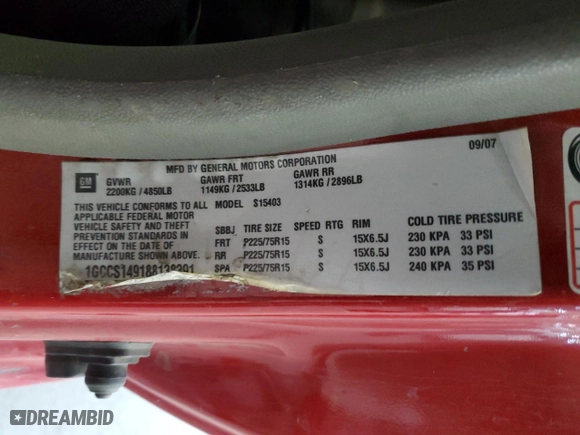 MFD BY GENERAL MOTORS CORPORATION 09/07
GM GVWR GAWR FRT GAWR RR
2200KG / 4850LB 1149KG / 2533LB 1314KG / 2896LB
THIS VEHICLE CONFORMS TO ALL MODEL S15403
APPLICABLE FEDERAL MOTOR
VEHICLE SAFETY AND THEFT SBBJ TIRE SIZE SPEED RTG RIM COLD TIRE PRESSURE
PREVENTION STANDARDS IN FRT P225/75R15 S 15X6.5J 230 KPA 33 PSI
EFFECT ON THE DATE OF RR P225/75R15 S 15X6.5J 230 KPA 33 PSI
MANUFACTURE SHOWN ABOVE. SPA P225/75R15 S 15X6.5J 240 KPA 35 PSI
DREAMBID